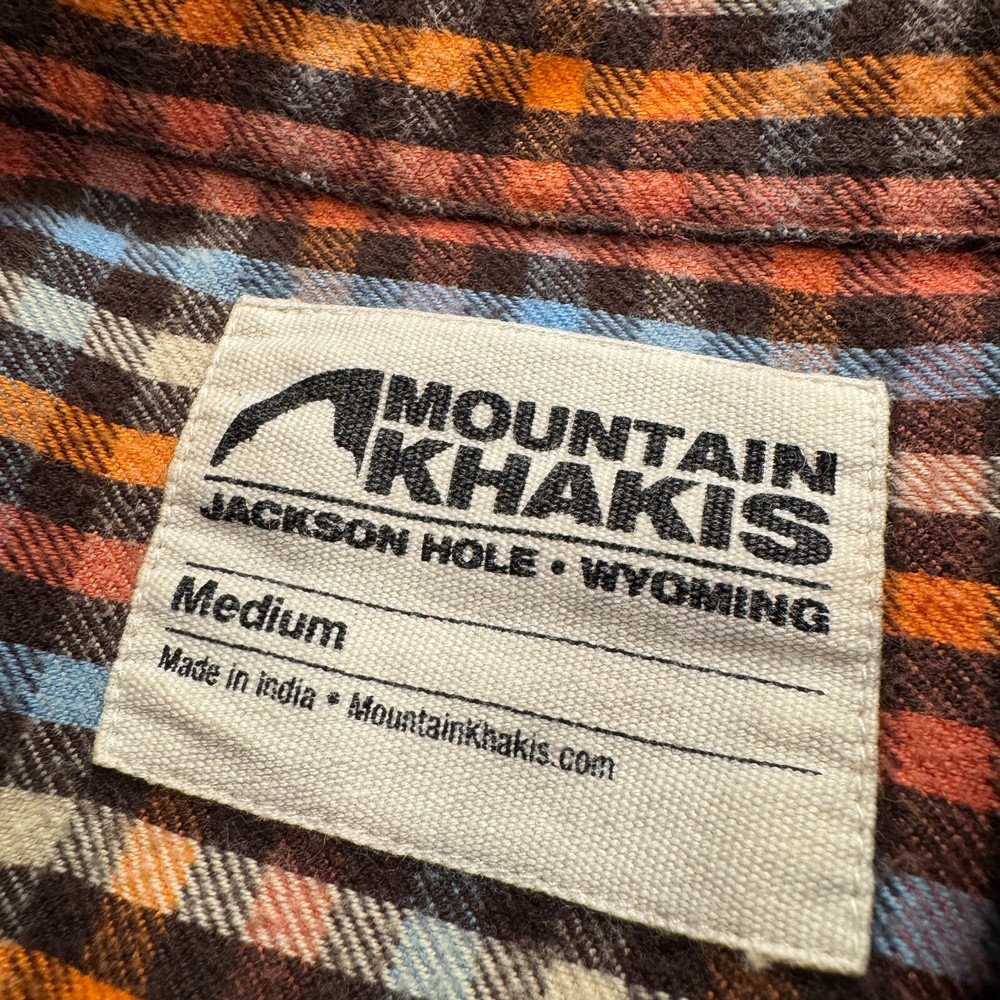 MOUNTAIN
KHAKIS
JACKSON HOLE • WYOMING
Medium
Made in India • MountainKhakis.com